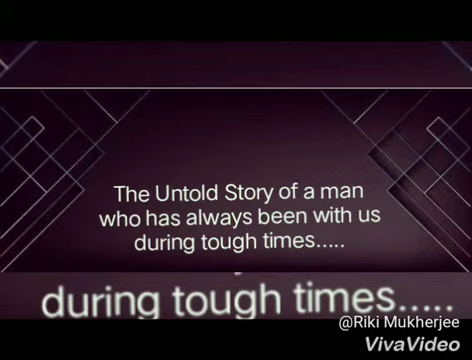 The Untold Story of a man
who has always been with us
during tough times.....
during tough times.....
@Riki Mukherjee
VivaVideo